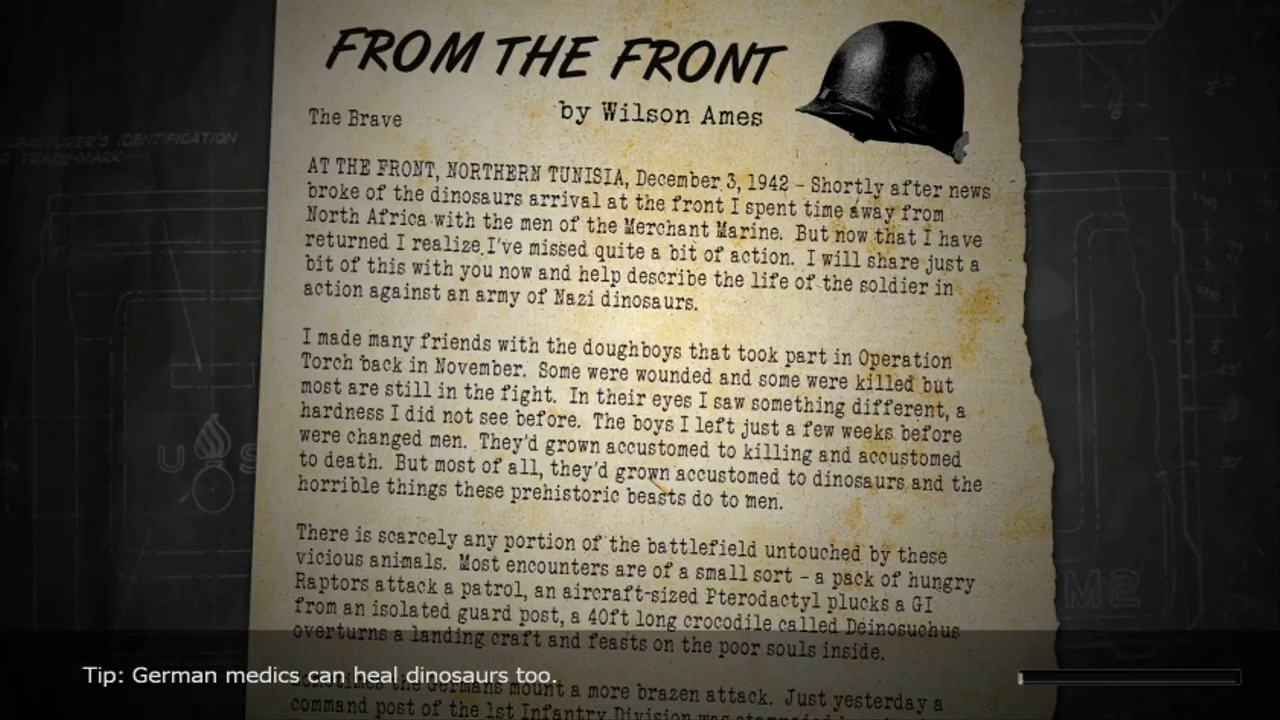 FROM THE FRONT
by Wilson Ames
The Brave
AT THE FRONT, NORTHERN TUNISIA, December 3, 1942 - Shortly after news
broke of the dinosaurs arrival at the front I spent time away from
North Africa with the men of the Merchant Marine. But now that I have
returned I realize I've missed quite a bit of action. I will share just a
bit of this with you now and help describe the life of the soldier in
action against an army of Nazi dinosaurs.
I made many friends with the doughboys that took part in Operation
Torch back in November. Some were wounded and some were killed but
most are still in the fight. In their eyes I saw something different, a
hardness I did not see before. The boys I left just a few weeks before
were changed men. They'd grown accustomed to killing and accustomed
to death. But most of all, they'd grown accustomed to dinosaurs and the
horrible things these prehistoric beasts do to men.
There is scarcely any portion of the battlefield untouched by these
vicious animals. Most encounters are of a small sort - a pack of hungry
Raptors attack a patrol, an aircraft-sized Pterodactyl plucks a GI
from an isolated guard post, a 40ft long crocodile called Deinosuchus
overturns a landing craft and feasts on the poor souls inside.
Sometimes the Germans mount a more brazen attack. Just yesterday a
command post of the 1st Infantry Division was
Tip: German medics can heal dinosaurs too.
IDENTIFICATION
TRADE-MARK
U S
M2